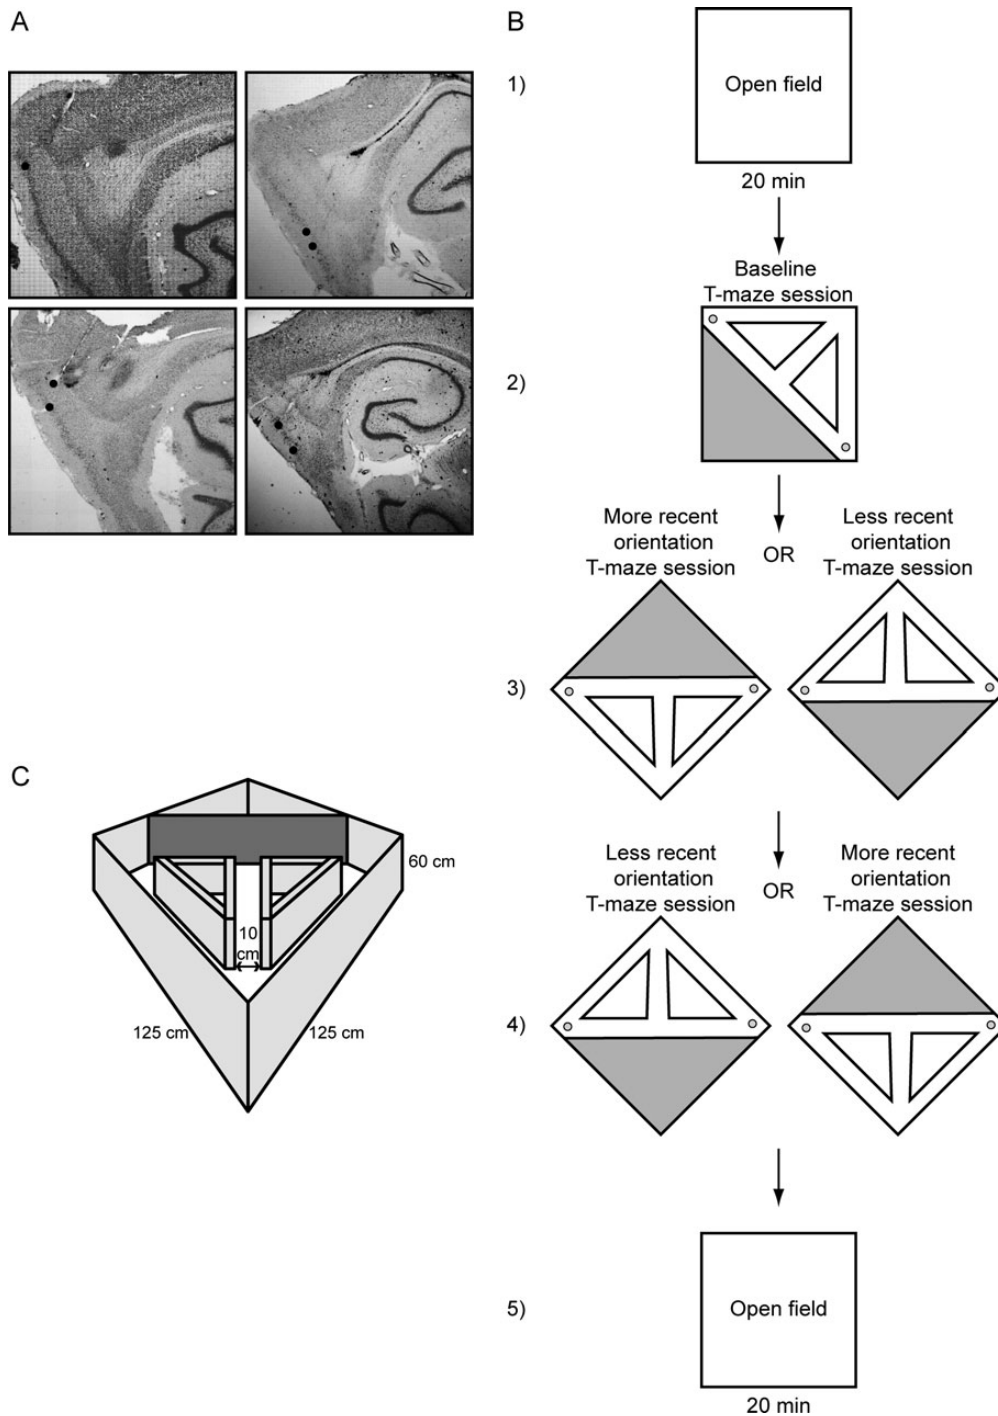 A
B
1)
Open field
20 min
Baseline
T-maze session
2)
More recent
orientation
T-maze session
OR
Less recent
orientation
T-maze session
3)
C
60 cm
10
cm
125 cm
125 cm
Less recent
orientation
T-maze session
OR
More recent
orientation
T-maze session
4)
5)
Open field
20 min